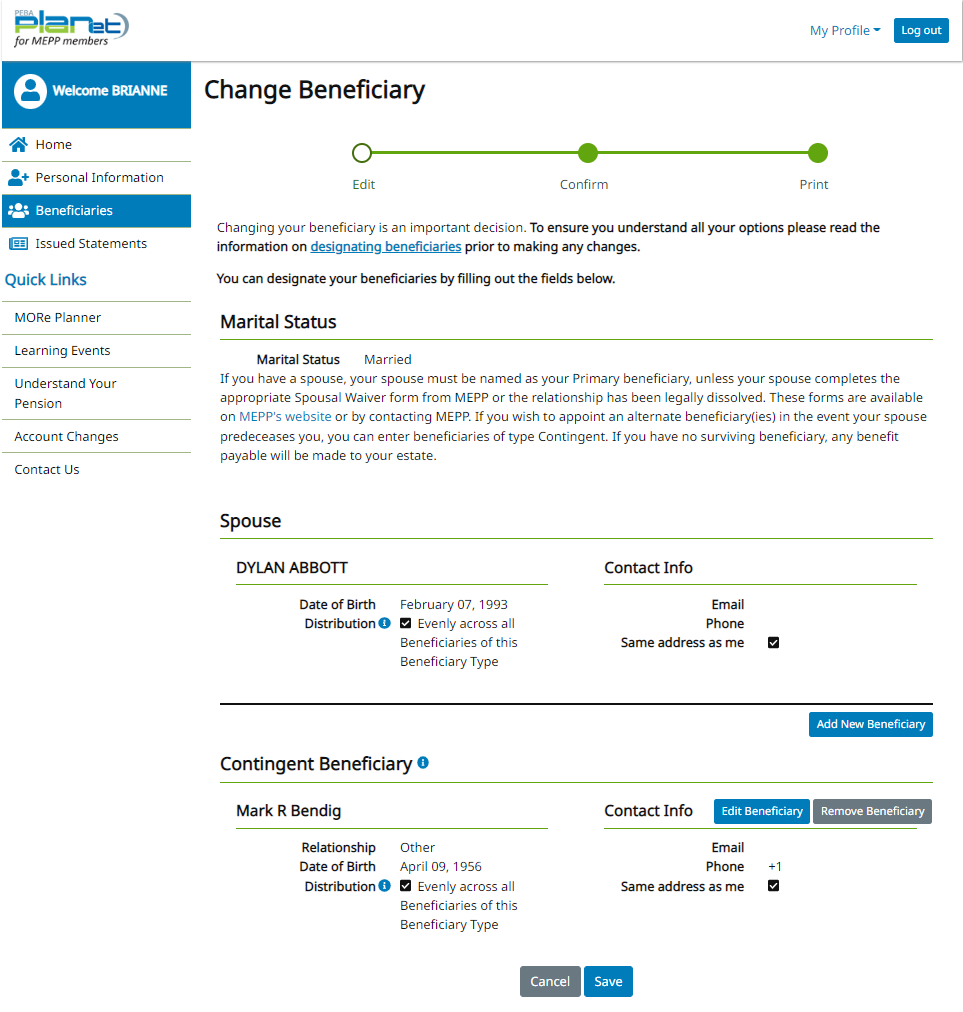 PEBA
planet
for MEPP members
My Profile
Log out
Welcome BRIANNE
Home
Personal Information
Beneficiaries
Issued Statements
Quick Links
MORe Planner
Learning Events
Understand Your
Pension
Account Changes
Contact Us
Change Beneficiary
Edit
Confirm
Print
Changing your beneficiary is an important decision. To ensure you understand all your options please read the
information on designating beneficiaries prior to making any changes.
You can designate your beneficiaries by filling out the fields below.
Marital Status
Marital Status Married
If you have a spouse, your spouse must be named as your Primary beneficiary, unless your spouse completes the
appropriate Spousal Waiver form from MEPP or the relationship has been legally dissolved. These forms are available
on MEPP's website or by contacting MEPP. If you wish to appoint an alternate beneficiary(ies) in the event your spouse
predeceases you, you can enter beneficiaries of type Contingent. If you have no surviving beneficiary, any benefit
payable will be made to your estate.
Spouse
DYLAN ABBOTT
Date of Birth February 07, 1993
Distribution Evenly across all
Beneficiaries of this
Beneficiary Type
Contact Info
Email
Phone
Same address as me
Add New Beneficiary
Contingent Beneficiary
Mark R Bendig
Relationship Other
Date of Birth April 09, 1956
Distribution Evenly across all
Beneficiaries of this
Beneficiary Type
Contact Info
Edit Beneficiary
Remove Beneficiary
Email
Phone +1
Same address as me
Cancel
Save